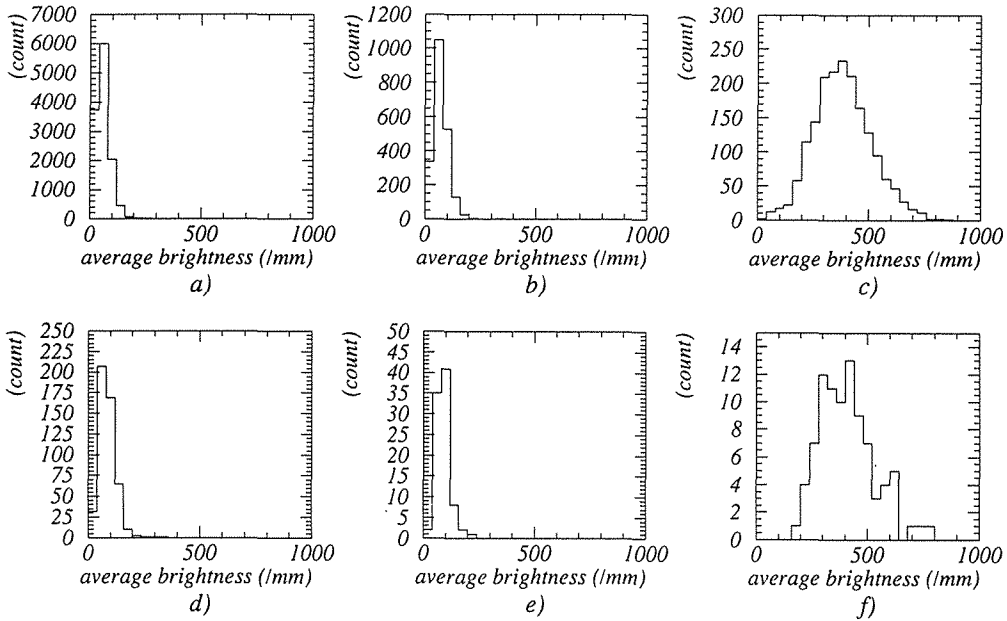 (count)
7000
6000
5000
4000
3000
2000
1000
0
0 500 1000
average brightness (/mm)
a)
(count)
1200
1000
800
600
400
200
0
0 500 1000
average brightness (/mm)
b)
(count)
300
250
200
150
100
50
0
0 500 1000
average brightness (/mm)
c)
(count)
250
225
200
175
150
125
100
75
50
25
0
0 500 1000
average brightness (/mm)
d)
(count)
50
45
40
35
30
25
20
15
10
5
0
0 500 1000
average brightness (/mm)
e)
(count)
14
12
10
8
6
4
2
0
0 500 1000
average brightness (/mm)
f)